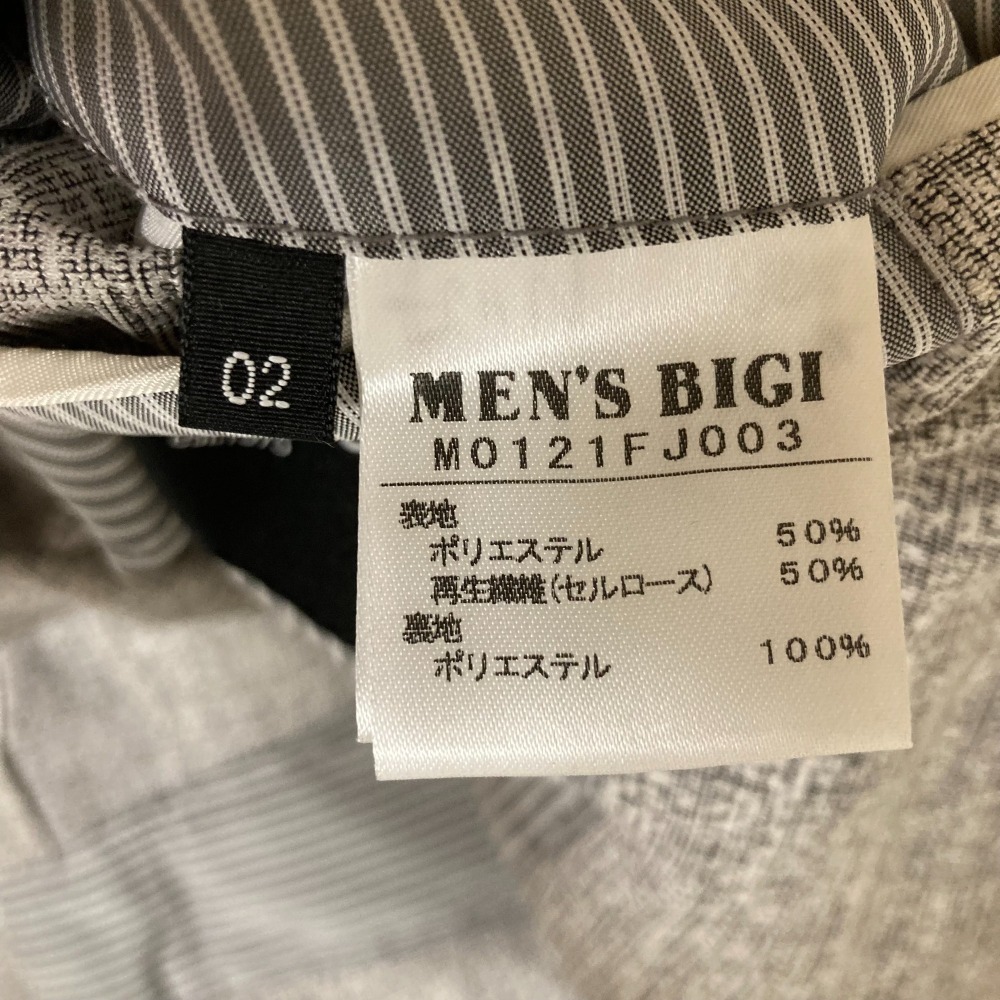 02
MEN'S BIGI
M0121FJ003
表地
ポリエステル 50%
再生繊維(セルロース) 50%
裏地
ポリエステル 100%